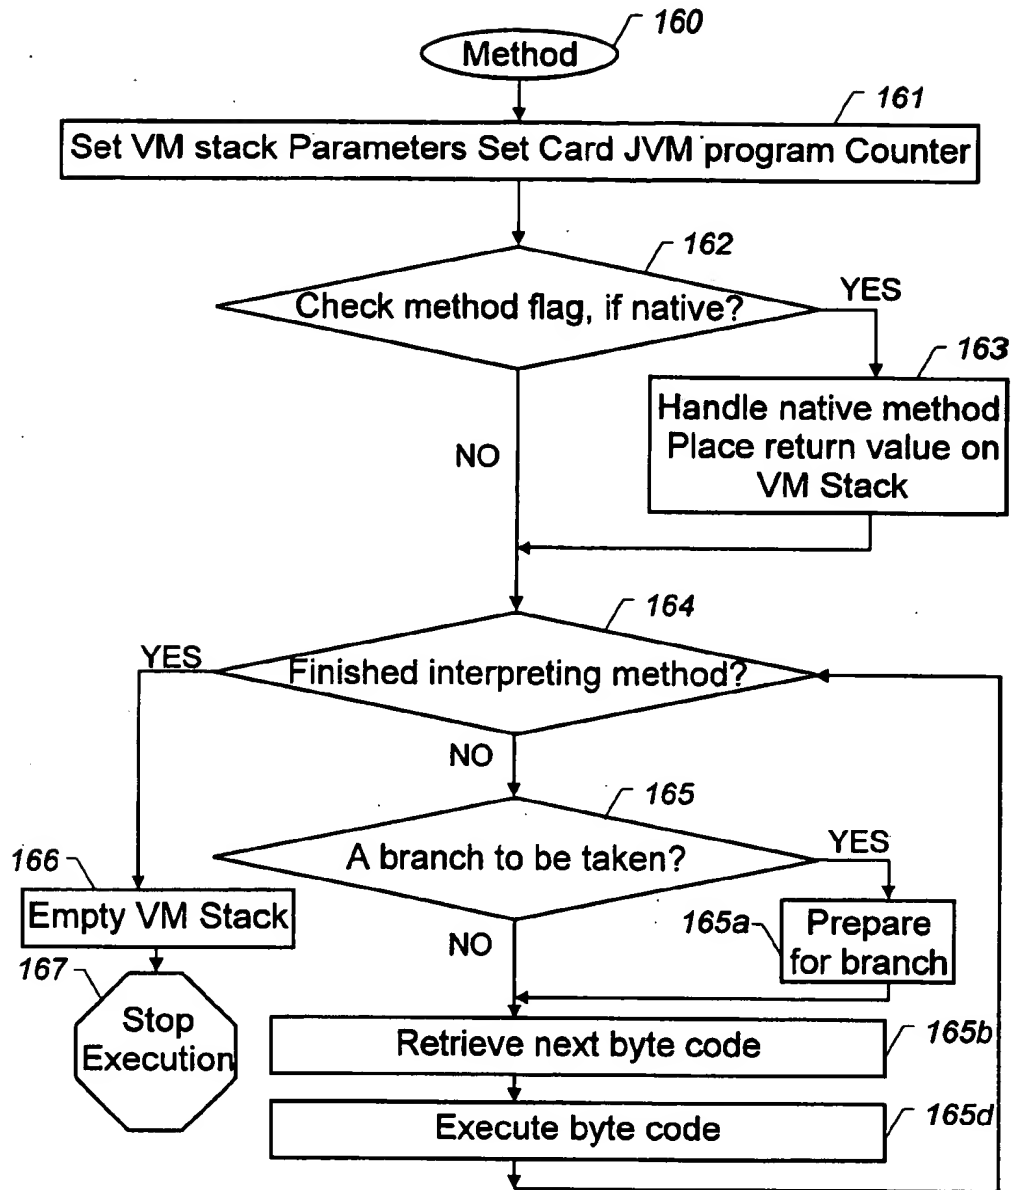 160
Method
161
Set VM stack Parameters Set Card JVM program Counter
162
Check method flag, if native?
YES
163
Handle native method
Place return value on
VM Stack
NO
164
YES
Finished interpreting method?
NO
165
A branch to be taken?
YES
166
Empty VM Stack
165a
Prepare
for branch
NO
167
Stop
Execution
Retrieve next byte code
165b
Execute byte code
165d